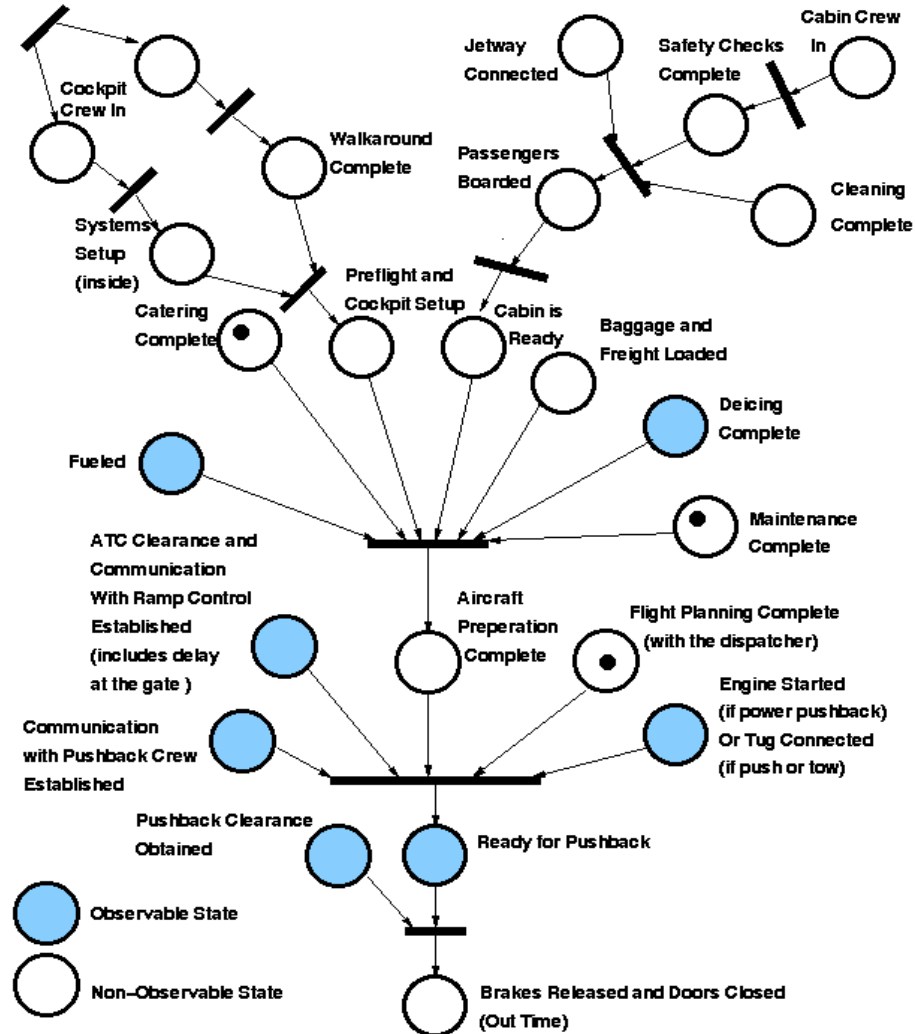 Cabin Crew
In
Jetway
Connected
Safety Checks
Complete
Cockpit
Crew In
Walkaround
Complete
Passengers
Boarded
Cleaning
Complete
Systems
Setup
(inside)
Preflight and
Cockpit Setup
Catering
Complete
Cabin is
Ready
Baggage and
Freight Loaded
Deicing
Complete
Fueled
Maintenance
Complete
ATC Clearance and
Communication
With Ramp Control
Established
(includes delay
at the gate )
Aircraft
Preperation
Complete
Flight Planning Complete
(with the dispatcher)
Engine Started
(if power pushback)
Or Tug Connected
(if push or tow)
Communication
with Pushback Crew
Established
Pushback Clearance
Obtained
Ready for Pushback
Observable State
Non-Observable State
Brakes Released and Doors Closed
(Out Time)